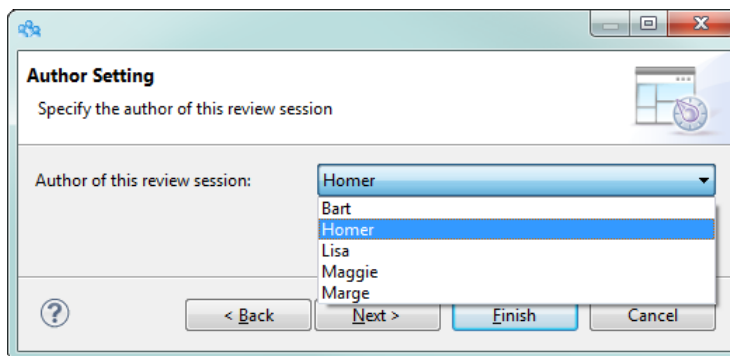 Author Setting
Specify the author of this review session
Author of this review session: Homer
Bart
Homer
Lisa
Maggie
Marge
? < Back Next > Finish Cancel